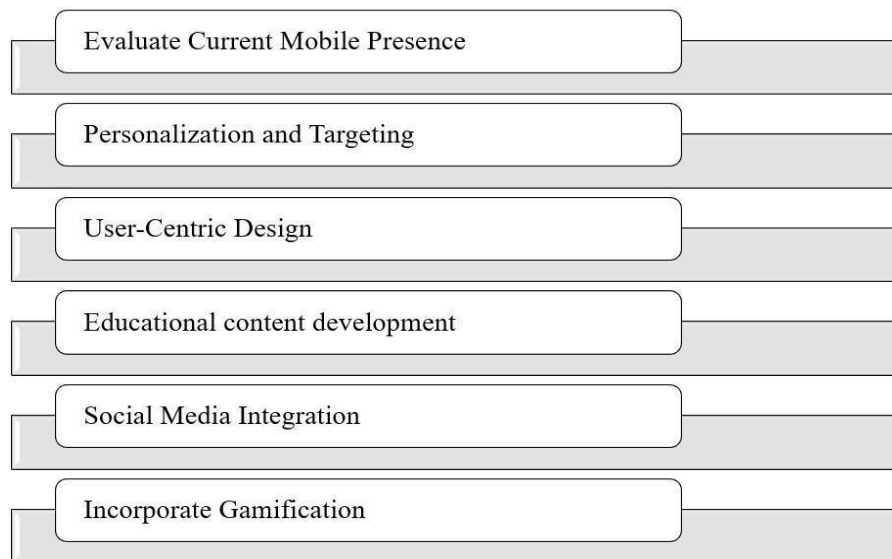 Evaluate Current Mobile Presence
Personalization and Targeting
User-Centric Design
Educational content development
Social Media Integration
Incorporate Gamification